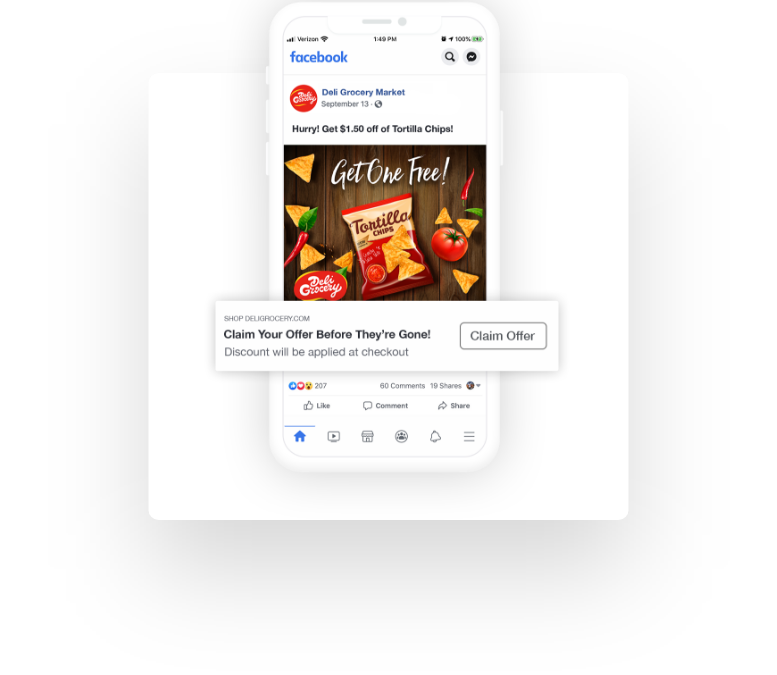 Verizon 1:49 PM 100%
facebook
Deli Grocery
Deli Grocery Market
September 13 ·
Hurry! Get $1.50 off of Tortilla Chips!
Get One Free!
Tortilla
CHIPS
Deli
Grocery
SHOP DELIGROCERY.COM
Claim Your Offer Before They're Gone!
Claim Offer
Discount will be applied at checkout
207 60 Comments 19 Shares
Like Comment Share